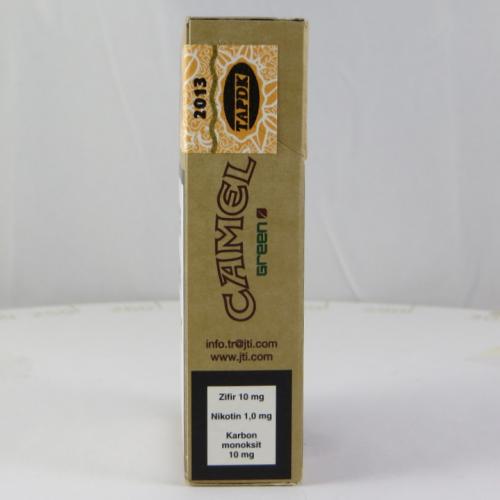 2013
TAPDK
CAMEL
Green
info.tr@jti.com
www.jti.com
Zifir 10 mg
Nikotin 1,0 mg
Karbon
monoksit
10 mg